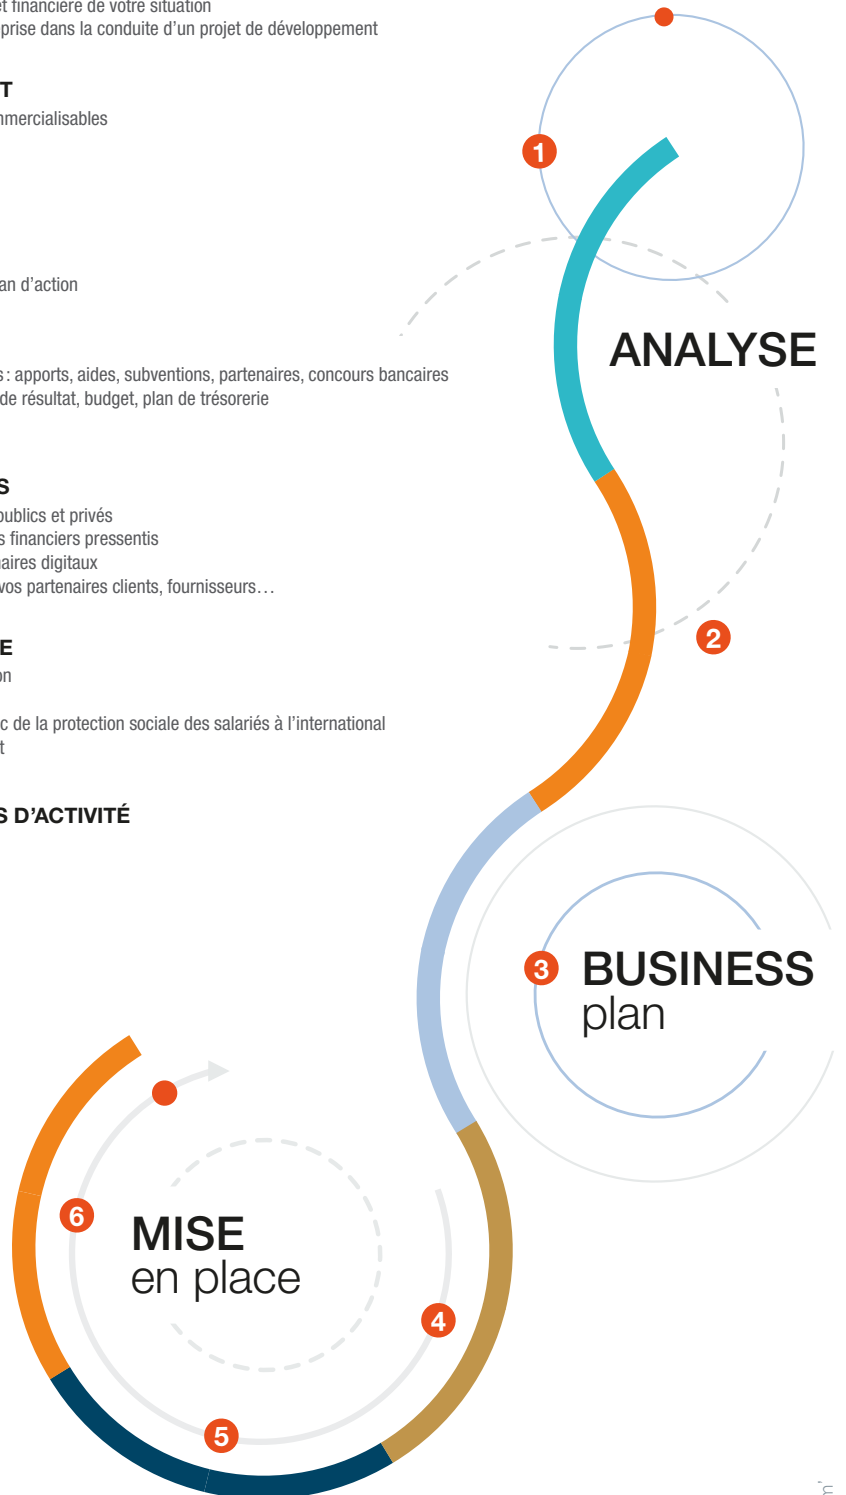 et financière de votre situation
prise dans la conduite d'un projet de développement
T
mmercialisables
an d'action
s : apports, aides, subventions, partenaires, concours bancaires
de résultat, budget, plan de trésorerie
S
publics et privés
s financiers pressentis
naires digitaux
vos partenaires clients, fournisseurs…
E
on
c de la protection sociale des salariés à l'international
t
S D'ACTIVITÉ
1
ANALYSE
2
3
BUSINESS
plan
6
MISE
en place
4
5